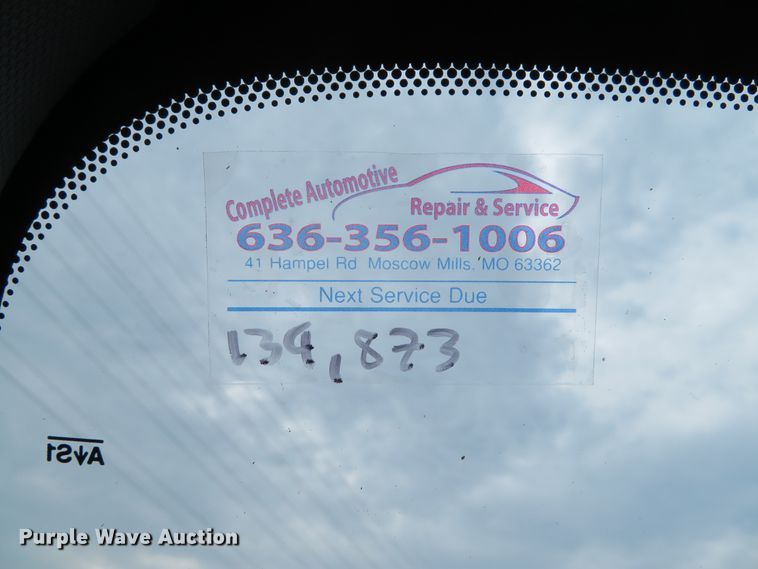 Complete Automotive
Repair & Service
636-356-1006
41 Hampel Rd Moscow Mills, MO 63362
Next Service Due
139,873
AS1
Purple Wave Auction